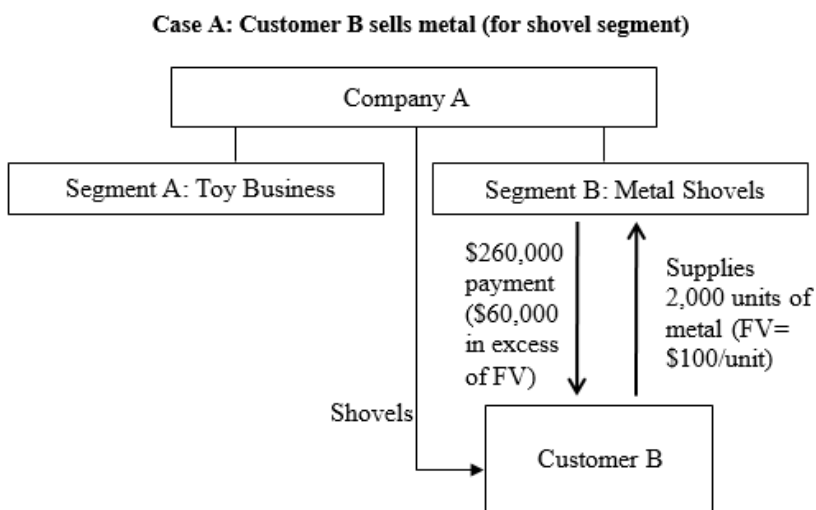 Case A: Customer B sells metal (for shovel segment)
Company A
Segment A: Toy Business
Segment B: Metal Shovels
$260,000
payment
($60,000
in excess
of FV)
Supplies
2,000 units of
metal (FV=
$100/unit)
Shovels
Customer B